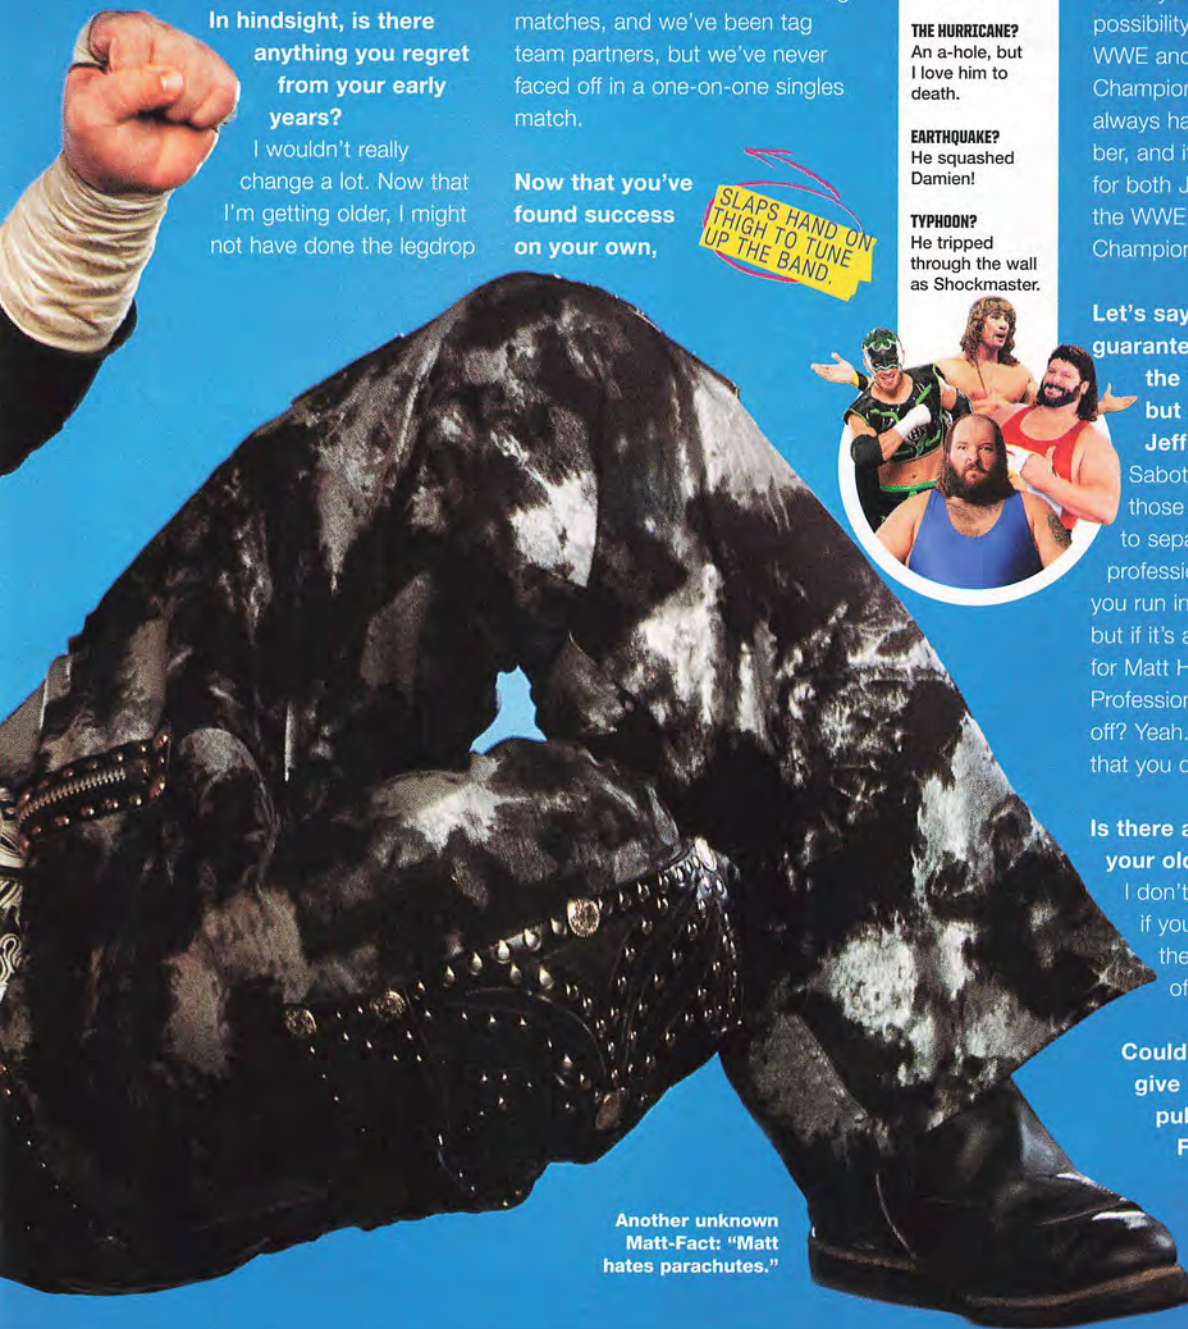 In hindsight, is there
anything you regret
from your early
years?
I wouldn't really
change a lot. Now that
I'm getting older, I might
not have done the legdrop
matches, and we've been tag
team partners, but we've never
faced off in a one-on-one singles
match.
Now that you've
found success
on your own,
SLAPS HAND ON
THIGH TO TUNE
UP THE BAND.
THE HURRICANE?
An a-hole, but
I love him to
death.
EARTHQUAKE?
He squashed
Damien!
TYPHOON?
He tripped
through the wall
as Shockmaster.
possibility
WWE and
Champion
always ha
ber, and i
for both J
the WWE
Champion
Let's say
guarante
the
but
Jeff
Sabot
those
to sepa
professi
you run in
but if it's a
for Matt H
Profession
off? Yeah.
that you c
Is there a
your old
I don't
if you
the
of
Could
give
pul
F
Another unknown
Matt-Fact: "Matt
hates parachutes."